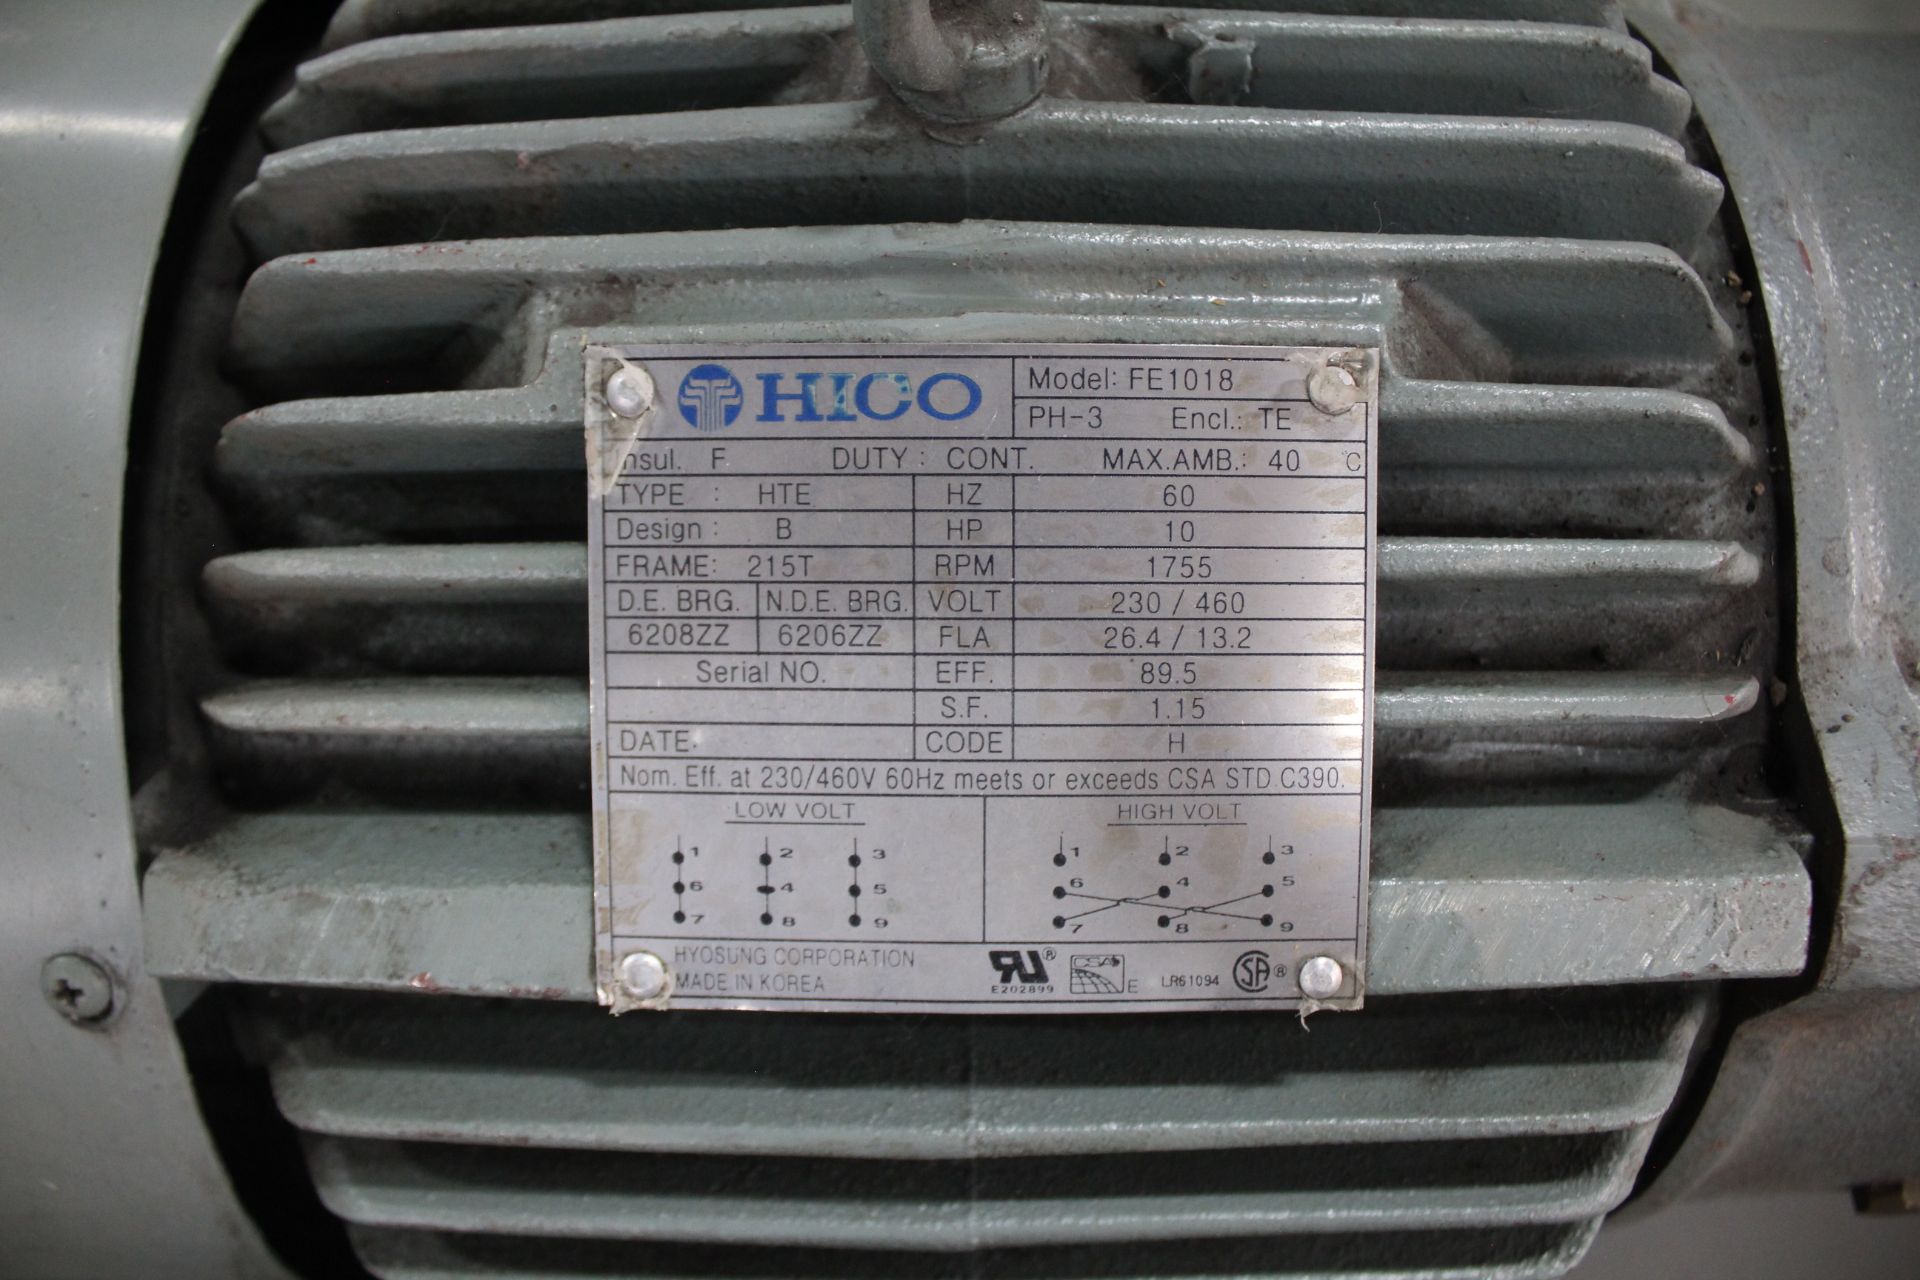 HICO
Model: FE1018
PH-3 Encl.: TE
Insul. F DUTY : CONT. MAX.AMB.: 40 C
TYPE : HTE HZ 60
Design : B HP 10
FRAME: 215T RPM 1755
D.E. BRG. N.D.E. BRG. VOLT 230 / 460
6208ZZ 6206ZZ FLA 26.4 / 13.2
Serial NO. EFF. 89.5
S.F. 1.15
DATE. CODE H
Nom. Eff. at 230/460V 60Hz meets or exceeds CSA STD.C390.
LOW VOLT HIGH VOLT
1 2 3 1 2 3
6 4 5 6 4 5
7 8 9 7 8 9
HYOSUNG CORPORATION
MADE IN KOREA
RU ® E202899 CSA E LR61094 SA ®